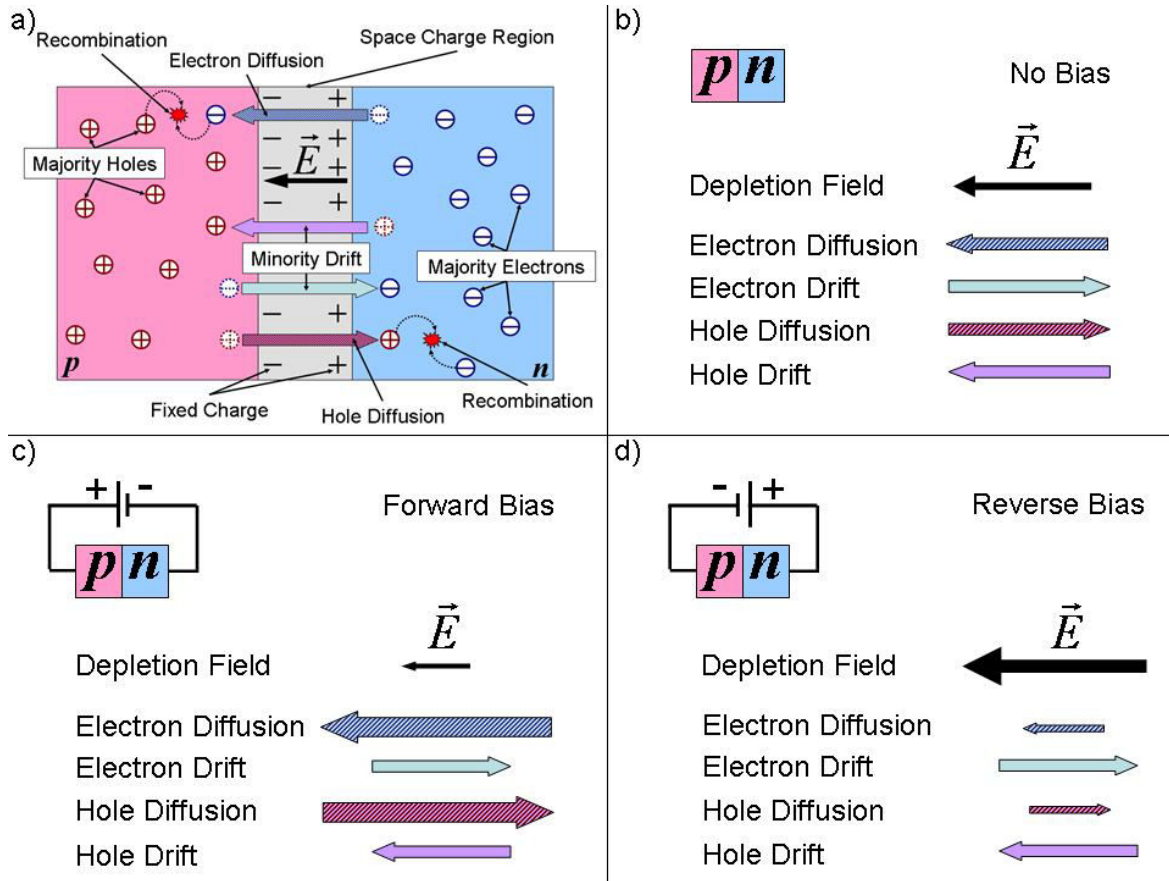 a)
Recombination
Electron Diffusion
Space Charge Region
− +
− +
− E +
− +
− +
Majority Holes
Minority Drift
Majority Electrons
− +
− +
p
n
Fixed Charge
Hole Diffusion
Recombination
b)
p n
No Bias
E
Depletion Field
Electron Diffusion
Electron Drift
Hole Diffusion
Hole Drift
c)
+ -
Forward Bias
p n
E
Depletion Field
Electron Diffusion
Electron Drift
Hole Diffusion
Hole Drift
d)
- +
Reverse Bias
p n
E
Depletion Field
Electron Diffusion
Electron Drift
Hole Diffusion
Hole Drift